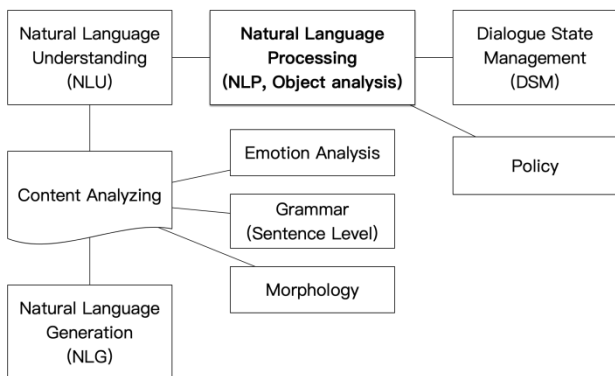 Natural Language
Understanding
(NLU)
Natural Language
Processing
(NLP, Object analysis)
Dialogue State
Management
(DSM)
Content Analyzing
Emotion Analysis
Policy
Grammar
(Sentence Level)
Morphology
Natural Language
Generation
(NLG)